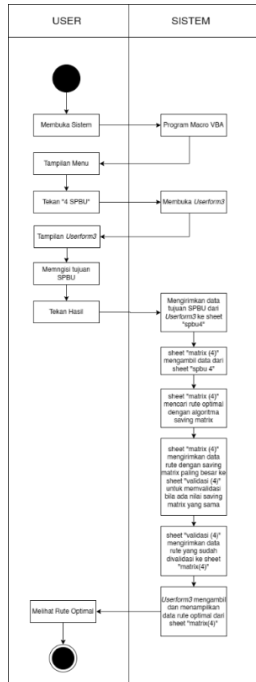 USER
SISTEM
Membuka Sistem
Program Macro VBA
Tampilan Menu
Tekan "4 SPBU"
Membuka Userform3
Tampilan Userform3
Memngisi tujuan
SPBU
Tekan Hasil
Mengirimkan data
tujuan SPBU dari
Userform3 ke sheet
"spbu4"
sheet "matrix (4)"
mengambil data dari
sheet "spbu 4"
sheet "matrix (4)"
mencari rute optimal
dengan algoritma
saving matrix
sheet "matrix (4)"
mengirimkan data
rute dengan saving
matrix paling besar ke
sheet "validasi (4)"
untuk memvalidasi
bila ada nilai saving
matrix yang sama
sheet "validasi (4)"
mengirimkan data
rute yang sudah
divalidasi ke sheet
"matrix(4)"
Userform3 mengambil
dan menampilkan
data rute optimal dari
sheet "matrix(4)"
Melihat Rute Optimal